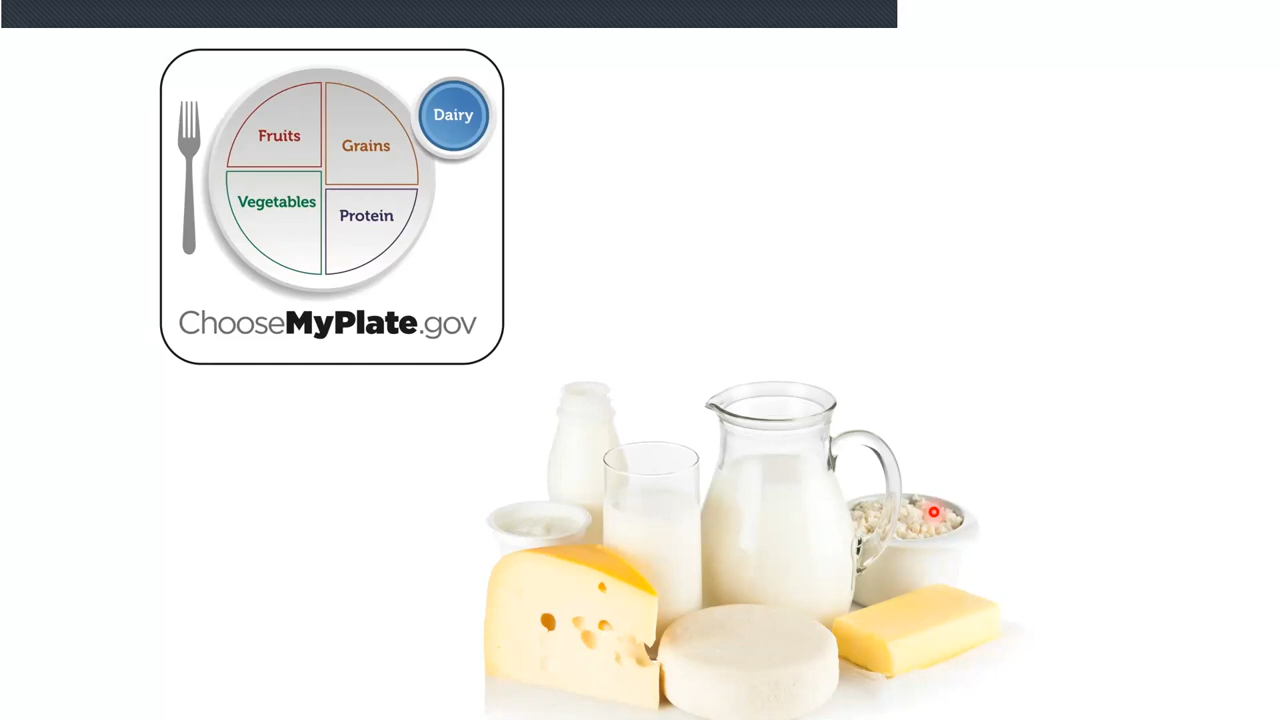 Fruits
Grains
Dairy
Vegetables
Protein
ChooseMyPlate.gov